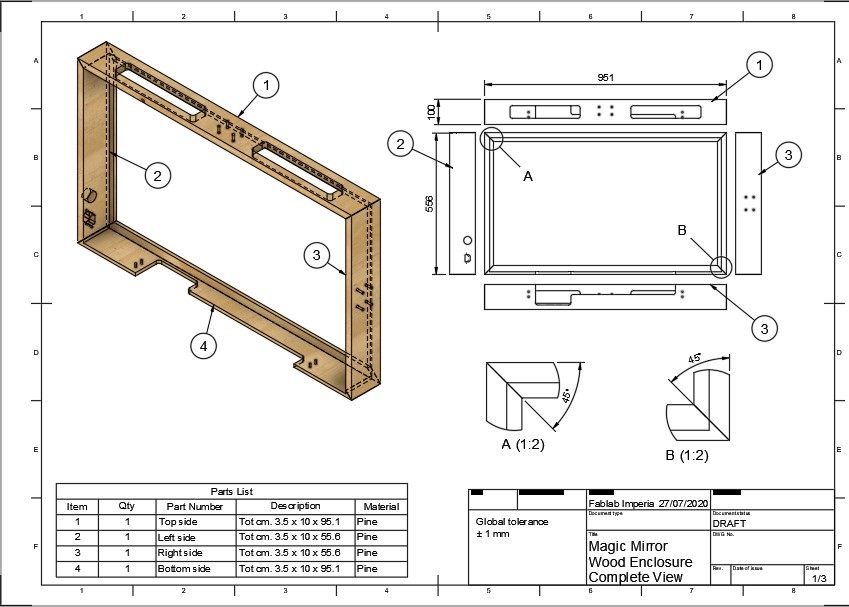 1 2 3 4 5 6 7 8
A
B
C
D
E
F
1
2
3
4
951
100
556
1
2
3
A
B
3
45°
A (1:2)
45°
B (1:2)
Parts List
Item Qty Part Number Description Material
1 1 Top side Tot cm. 3.5 x 10 x 95.1 Pine
2 1 Left side Tot cm. 3.5 x 10 x 55.6 Pine
3 1 Right side Tot cm. 3.5 x 10 x 55.6 Pine
4 1 Bottom side Tot cm. 3.5 x 10 x 95.1 Pine
Global tolerance
± 1 mm
Fablab Imperia 27/07/2020
Document type
Document status
DRAFT
Title
Magic Mirror
Wood Enclosure
Complete View
DWG No.
Rev.
Date of issue
Sheet
1/3
A
B
C
D
E
F
1 2 3 4 5 6 7 8